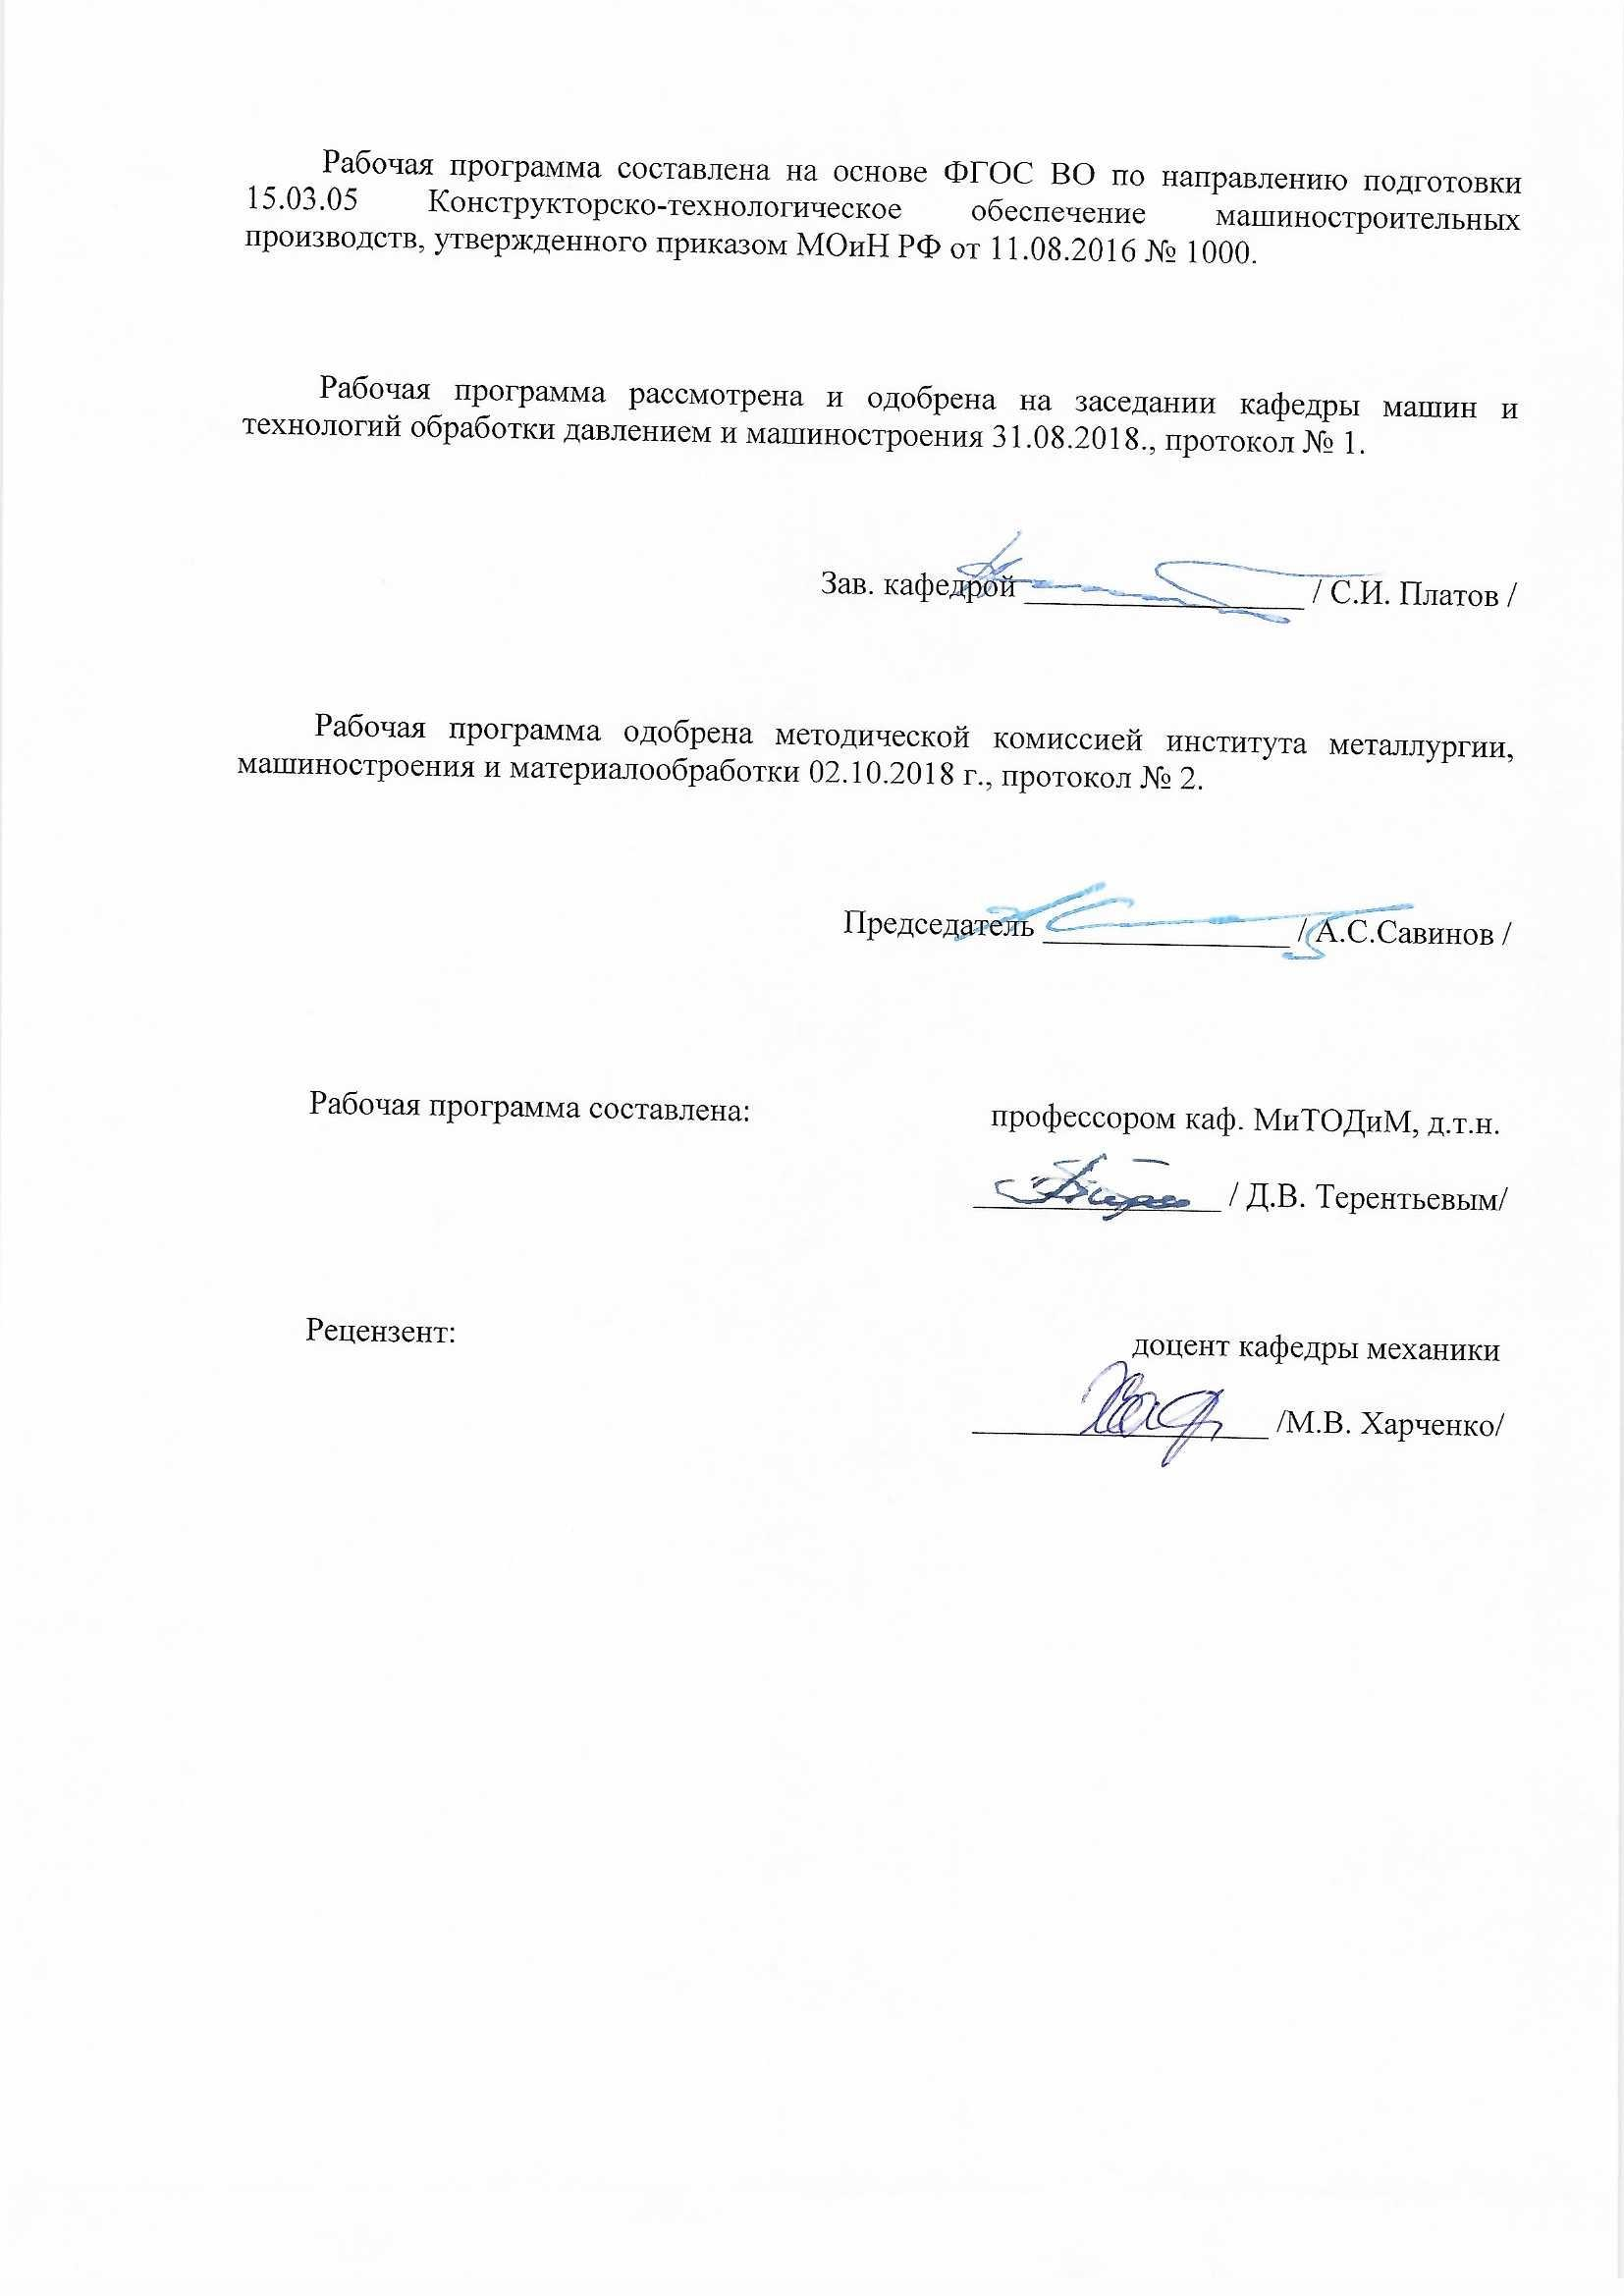 Рабочая программа составлена на основе ФГОС ВО по направлению подготовки
15.03.05 Конструкторско-технологическое обеспечение машиностроительных
производств, утвержденного приказом МОиН РФ от 11.08.2016 № 1000.
Рабочая программа рассмотрена и одобрена на заседании кафедры машин и
технологий обработки давлением и машиностроения 31.08.2018., протокол № 1.
Зав. кафедрой ________________ / С.И. Платов /
Рабочая программа одобрена методической комиссией института металлургии,
машиностроения и материалообработки 02.10.2018 г., протокол № 2.
Председатель ______________ / А.С.Савинов /
Рабочая программа составлена: профессором каф. МиТОДиМ, д.т.н.
______________ / Д.В. Терентьевым/
Рецензент: доцент кафедры механики
_________________ /М.В. Харченко/